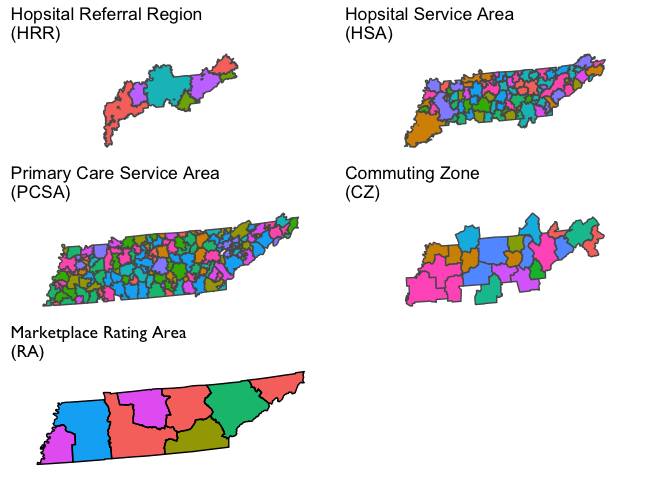 Hopsital Referral Region
(HRR)
Hopsital Service Area
(HSA)
Primary Care Service Area
(PCSA)
Commuting Zone
(CZ)
Marketplace Rating Area
(RA)